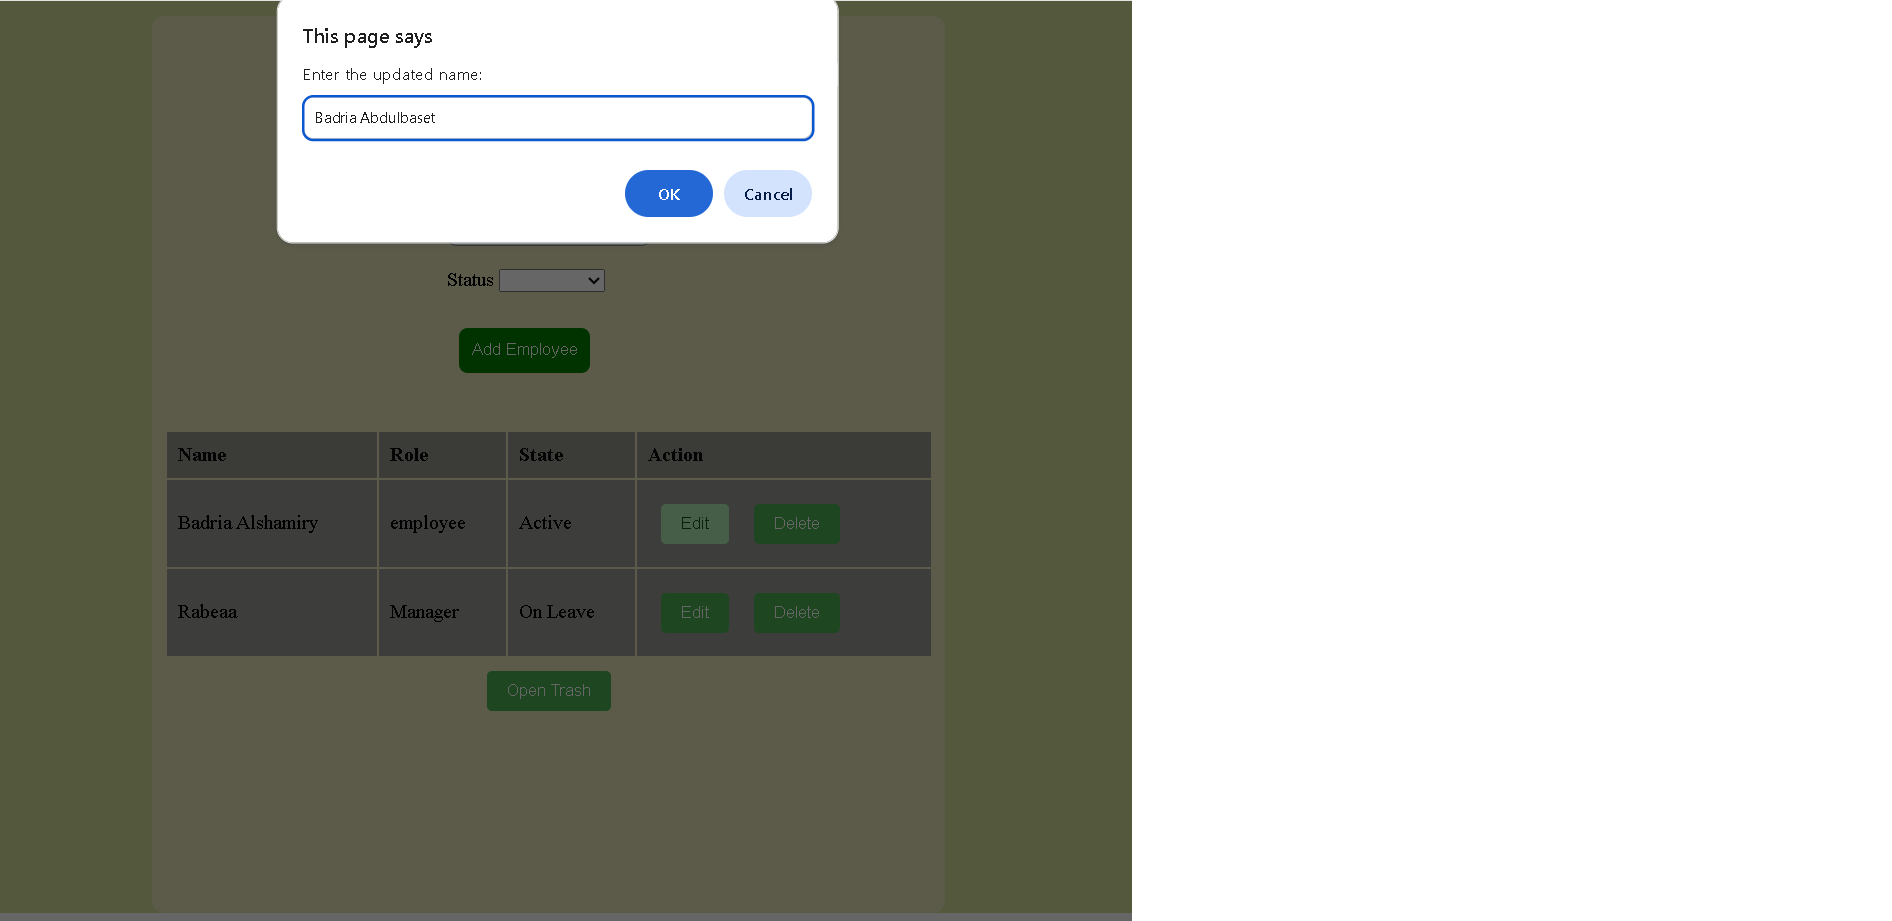 This page says
Enter the updated name:
Badria Abdulbaset
OK Cancel
Status
Add Employee
Name Role State Action
Badria Alshamiry employee Active Edit Delete
Rabeaa Manager On Leave Edit Delete
Open Trash